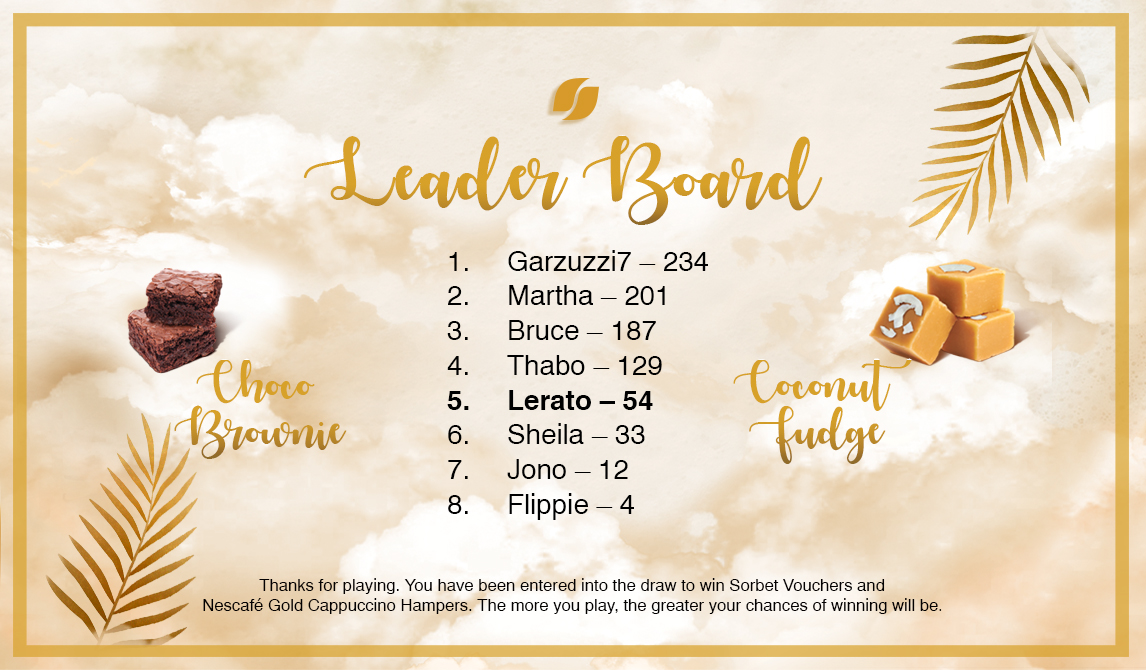 Leader Board
1. Garzuzzi7 – 234
2. Martha – 201
3. Bruce – 187
4. Thabo – 129
5. Lerato – 54
6. Sheila – 33
7. Jono – 12
8. Flippie – 4
Choco
Brownie
Coconut
Fudge
Thanks for playing. You have been entered into the draw to win Sorbet Vouchers and
Nescafé Gold Cappuccino Hampers. The more you play, the greater your chances of winning will be.